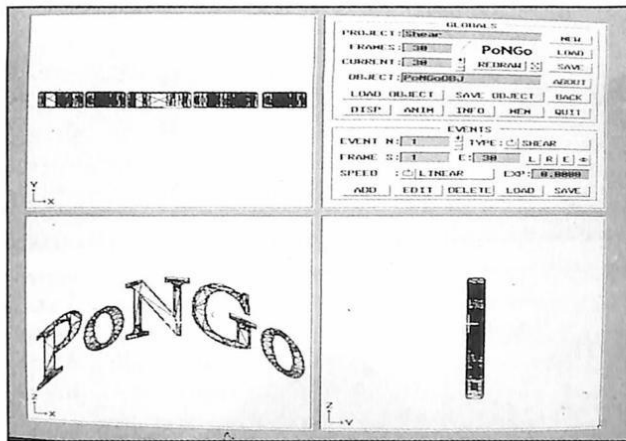 GLOBALS
PROJECT: Shear NEW
FRAMES: 30 PoNGo LOAD
CURRENT: 30 REDRAW SAVE
OBJECT: PoNGoOBJ ABOUT
LOAD OBJECT SAVE OBJECT BACK
DISP ANIM INFO MEM QUIT
EVENTS
EVENT N: 1 TYPE: SHEAR
FRAME S: 1 E: 30 L R E
SPEED : LINEAR EXP: 0.0000
ADD EDIT DELETE LOAD SAVE
Y
X
PoNGo
Z
X
Z
Y